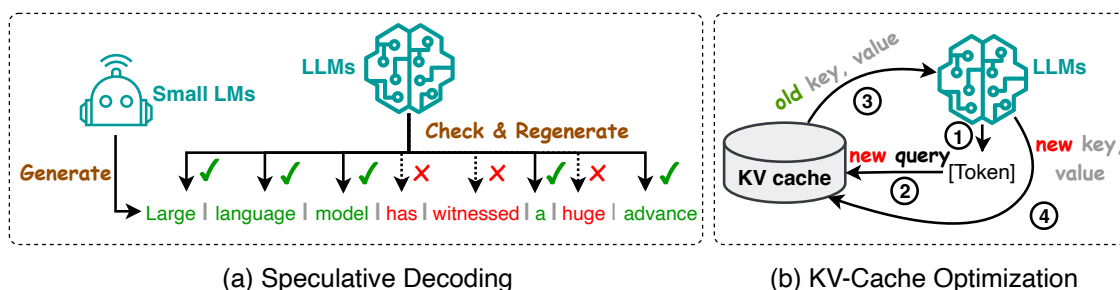 LLMs
Small LMs
Check & Regenerate
Generate
Large | language | model | has | witnessed | a | huge | advance
(a) Speculative Decoding
old key, value
LLMs
3
1
new key,
value
new query
[Token]
KV cache
2
4
(b) KV-Cache Optimization